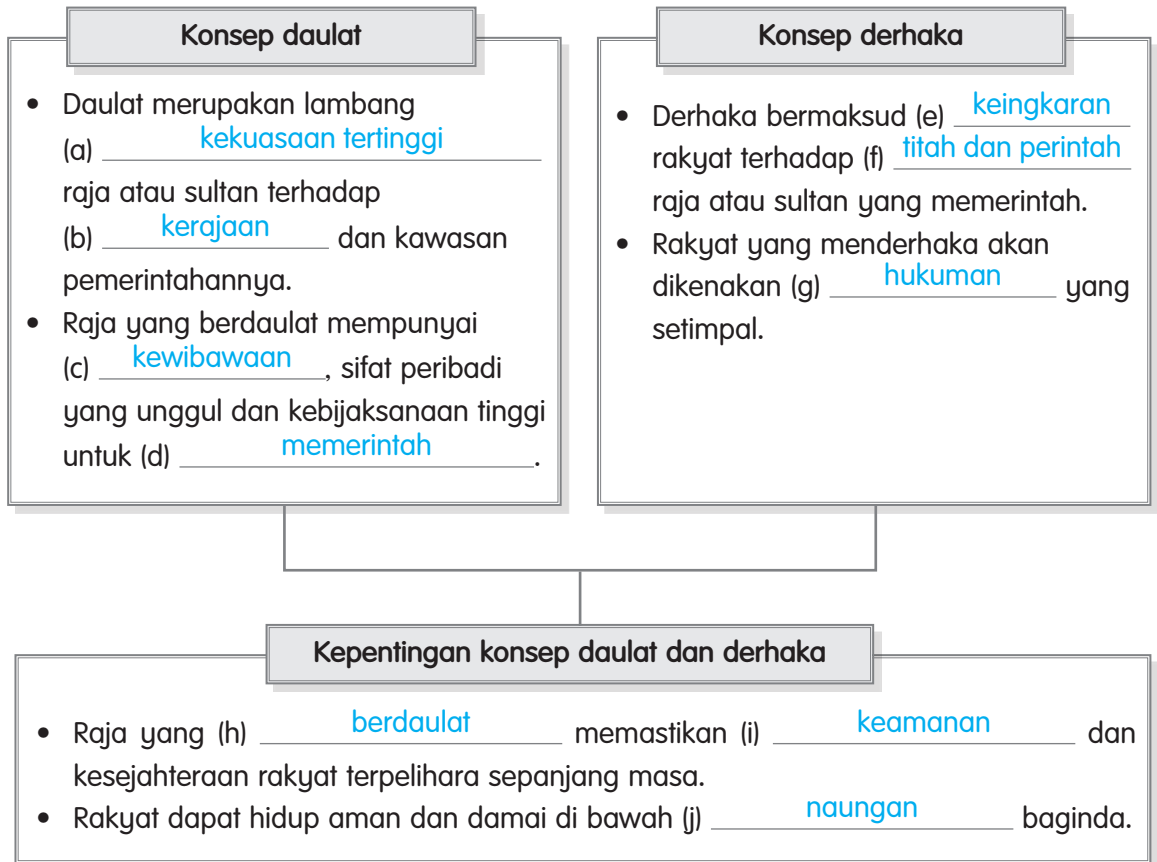 Konsep daulat
• Daulat merupakan lambang
(a) kekuasaan tertinggi
raja atau sultan terhadap
(b) kerajaan dan kawasan
pemerintahannya.
• Raja yang berdaulat mempunyai
(c) kewibawaan, sifat peribadi
yang unggul dan kebijaksanaan tinggi
untuk (d) memerintah.
Konsep derhaka
• Derhaka bermaksud (e) keingkaran
rakyat terhadap (f) titah dan perintah
raja atau sultan yang memerintah.
• Rakyat yang menderhaka akan
dikenakan (g) hukuman yang
setimpal.
Kepentingan konsep daulat dan derhaka
• Raja yang (h) berdaulat memastikan (i) keamanan dan
kesejahteraan rakyat terpelihara sepanjang masa.
• Rakyat dapat hidup aman dan damai di bawah (j) naungan baginda.